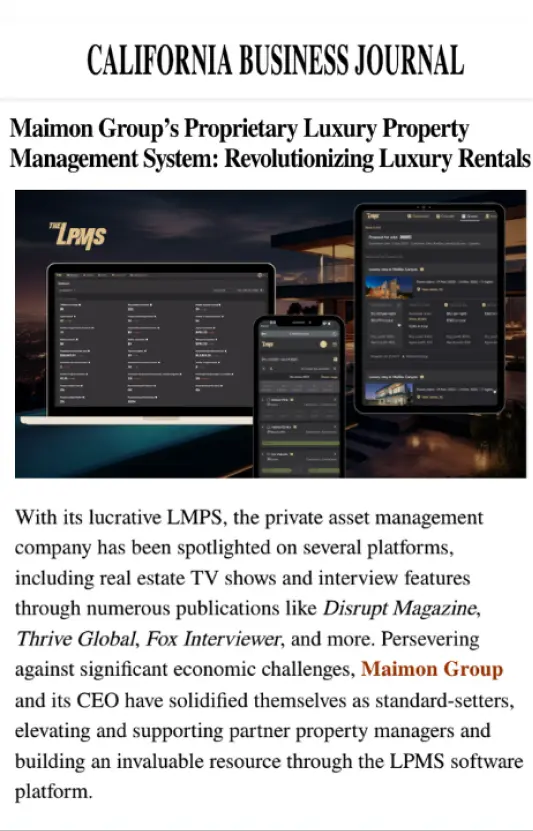 CALIFORNIA BUSINESS JOURNAL
Maimon Group’s Proprietary Luxury Property
Management System: Revolutionizing Luxury Rentals
THE LPMS
With its lucrative LMPS, the private asset management
company has been spotlighted on several platforms,
including real estate TV shows and interview features
through numerous publications like Disrupt Magazine,
Thrive Global, Fox Interviewer, and more. Persevering
against significant economic challenges, Maimon Group
and its CEO have solidified themselves as standard-setters,
elevating and supporting partner property managers and
building an invaluable resource through the LPMS software
platform.